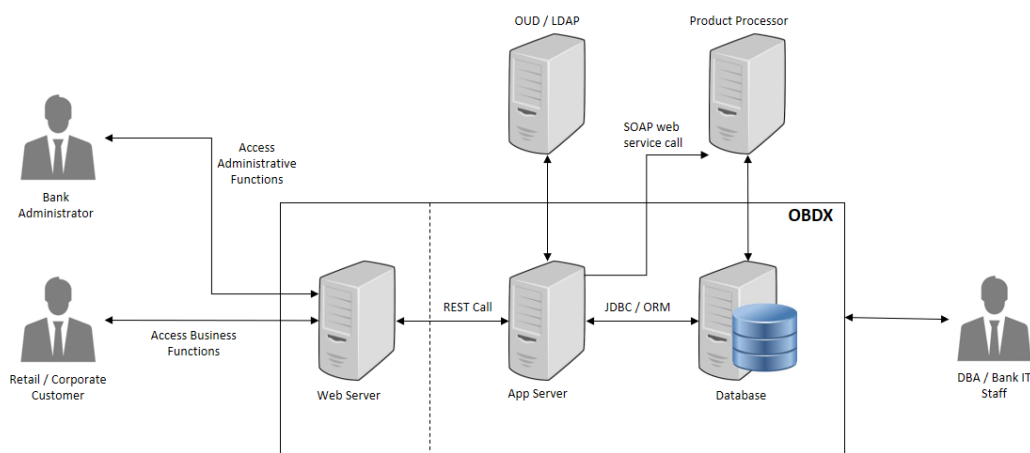 OUD / LDAP
Product Processor
SOAP web
service call
Access
Administrative
Functions
Bank
Administrator
OBDX
REST Call
JDBC / ORM
Access Business
Functions
Retail / Corporate
Customer
Web Server
App Server
Database
DBA / Bank IT
Staff